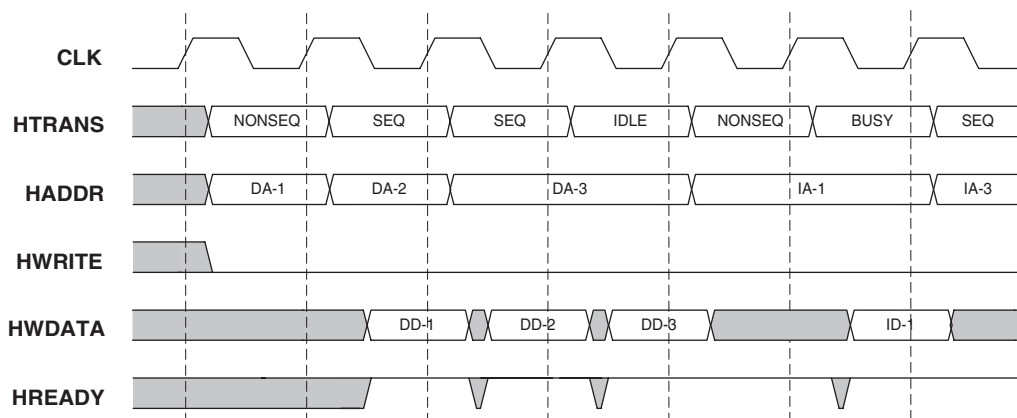 CLK
HTRANS NONSEQ SEQ SEQ IDLE NONSEQ BUSY SEQ
HADDR DA-1 DA-2 DA-3 IA-1 IA-3
HWRITE
HWDATA DD-1 DD-2 DD-3 ID-1
HREADY